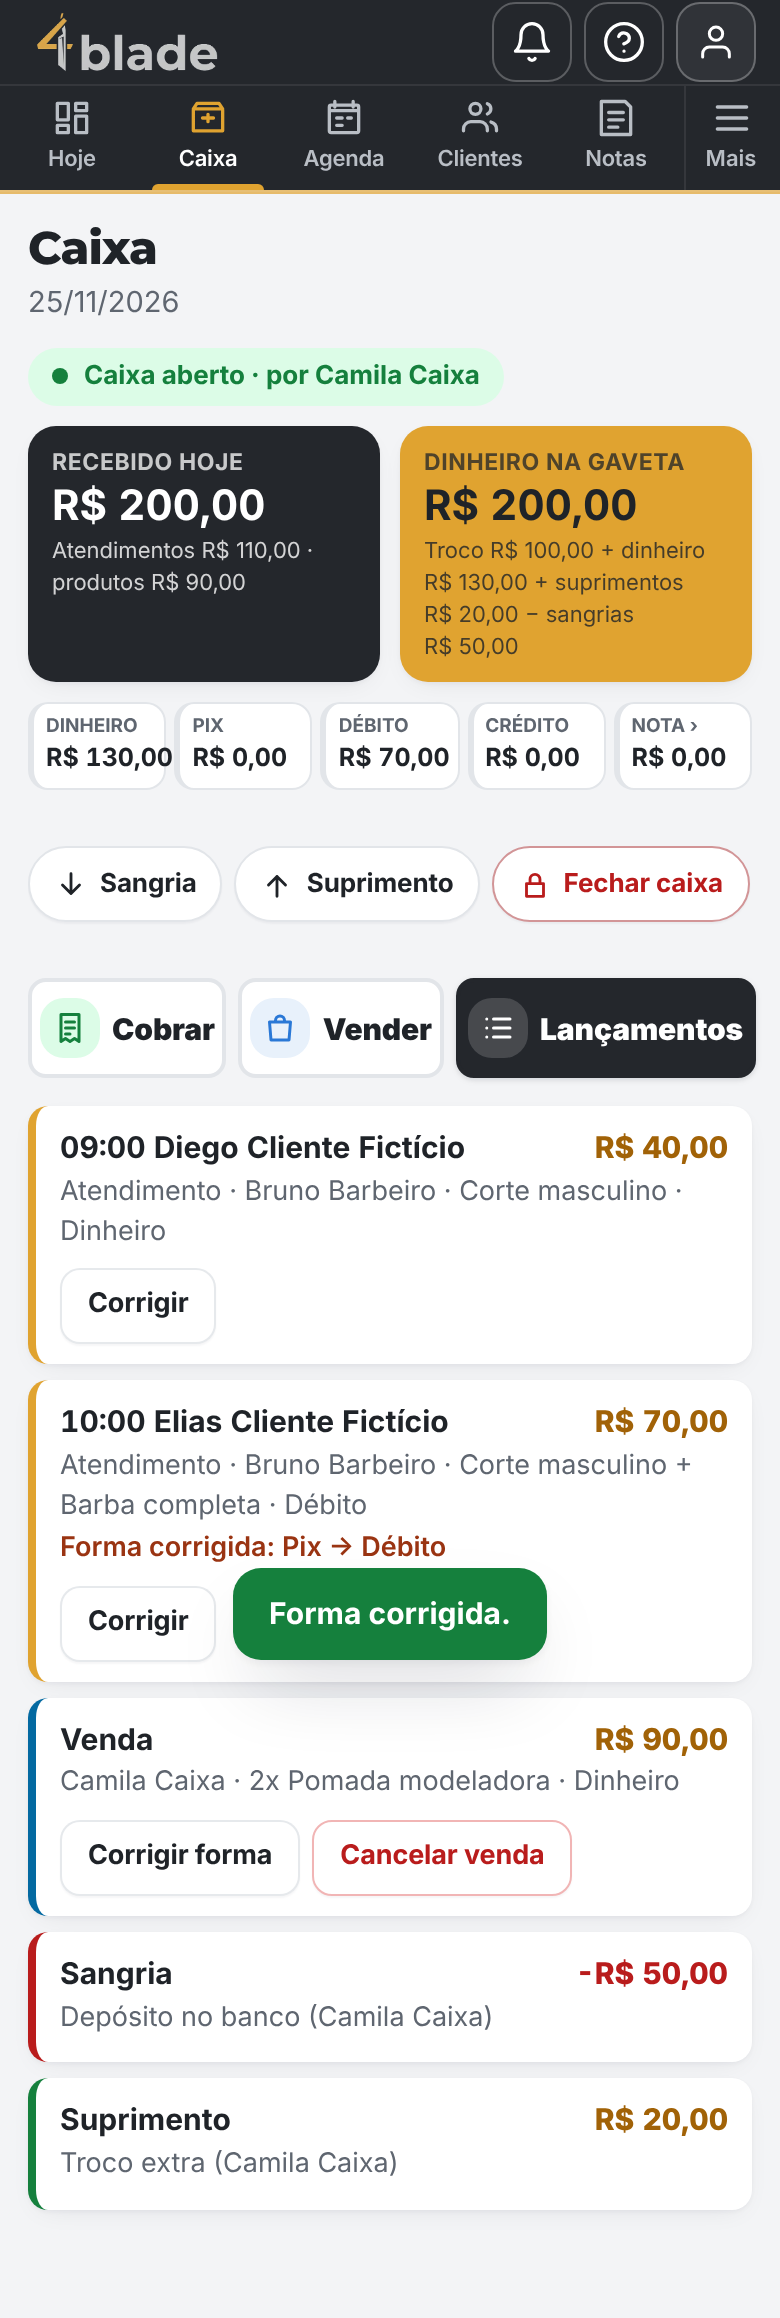 4blade
Hoje
Caixa
Agenda
Clientes
Notas
Mais
Caixa
25/11/2026
Caixa aberto · por Camila Caixa
RECEBIDO HOJE
R$ 200,00
Atendimentos R$ 110,00 ·
produtos R$ 90,00
DINHEIRO NA GAVETA
R$ 200,00
Troco R$ 100,00 + dinheiro
R$ 130,00 + suprimentos
R$ 20,00 − sangrias
R$ 50,00
DINHEIRO
R$ 130,00
PIX
R$ 0,00
DÉBITO
R$ 70,00
CRÉDITO
R$ 0,00
NOTA ›
R$ 0,00
Sangria
Suprimento
Fechar caixa
Cobrar
Vender
Lançamentos
09:00 Diego Cliente Fictício
R$ 40,00
Atendimento · Bruno Barbeiro · Corte masculino ·
Dinheiro
Corrigir
10:00 Elias Cliente Fictício
R$ 70,00
Atendimento · Bruno Barbeiro · Corte masculino +
Barba completa · Débito
Forma corrigida: Pix → Débito
Corrigir
Forma corrigida.
Venda
R$ 90,00
Camila Caixa · 2x Pomada modeladora · Dinheiro
Corrigir forma
Cancelar venda
Sangria
-R$ 50,00
Depósito no banco (Camila Caixa)
Suprimento
R$ 20,00
Troco extra (Camila Caixa)